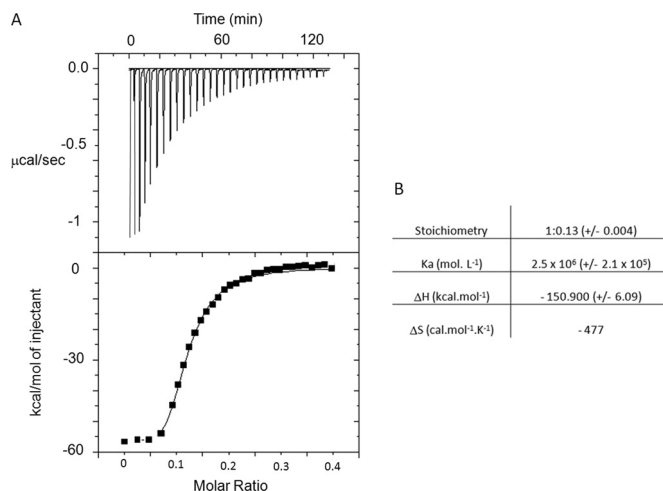 A
Time (min)
0 60 120
0.0
-0.5
-1
µcal/sec
0
-30
-60
kcal/mol of injectant
0 0.1 0.2 0.3 0.4
Molar Ratio
B
Stoichiometry 1:0.13 (+/- 0.004)
Ka (mol. L⁻¹) 2.5 x 10⁶ (+/- 2.1 x 10⁵)
ΔH (kcal.mol⁻¹) - 150.900 (+/- 6.09)
ΔS (cal.mol⁻¹.K⁻¹) - 477